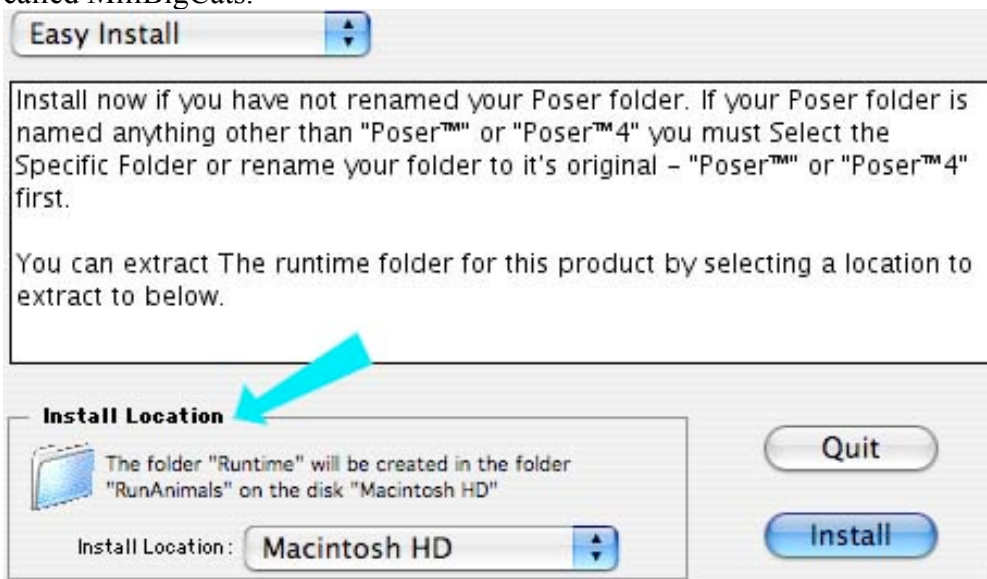 called MiniBigCats.
Easy Install
Install now if you have not renamed your Poser folder. If your Poser folder is
named anything other than "Poser™" or "Poser™4" you must Select the
Specific Folder or rename your folder to it's original – "Poser™" or "Poser™4"
first.
You can extract The runtime folder for this product by selecting a location to
extract to below.
Install Location
The folder "Runtime" will be created in the folder
"RunAnimals" on the disk "Macintosh HD"
Install Location: Macintosh HD
Quit
Install